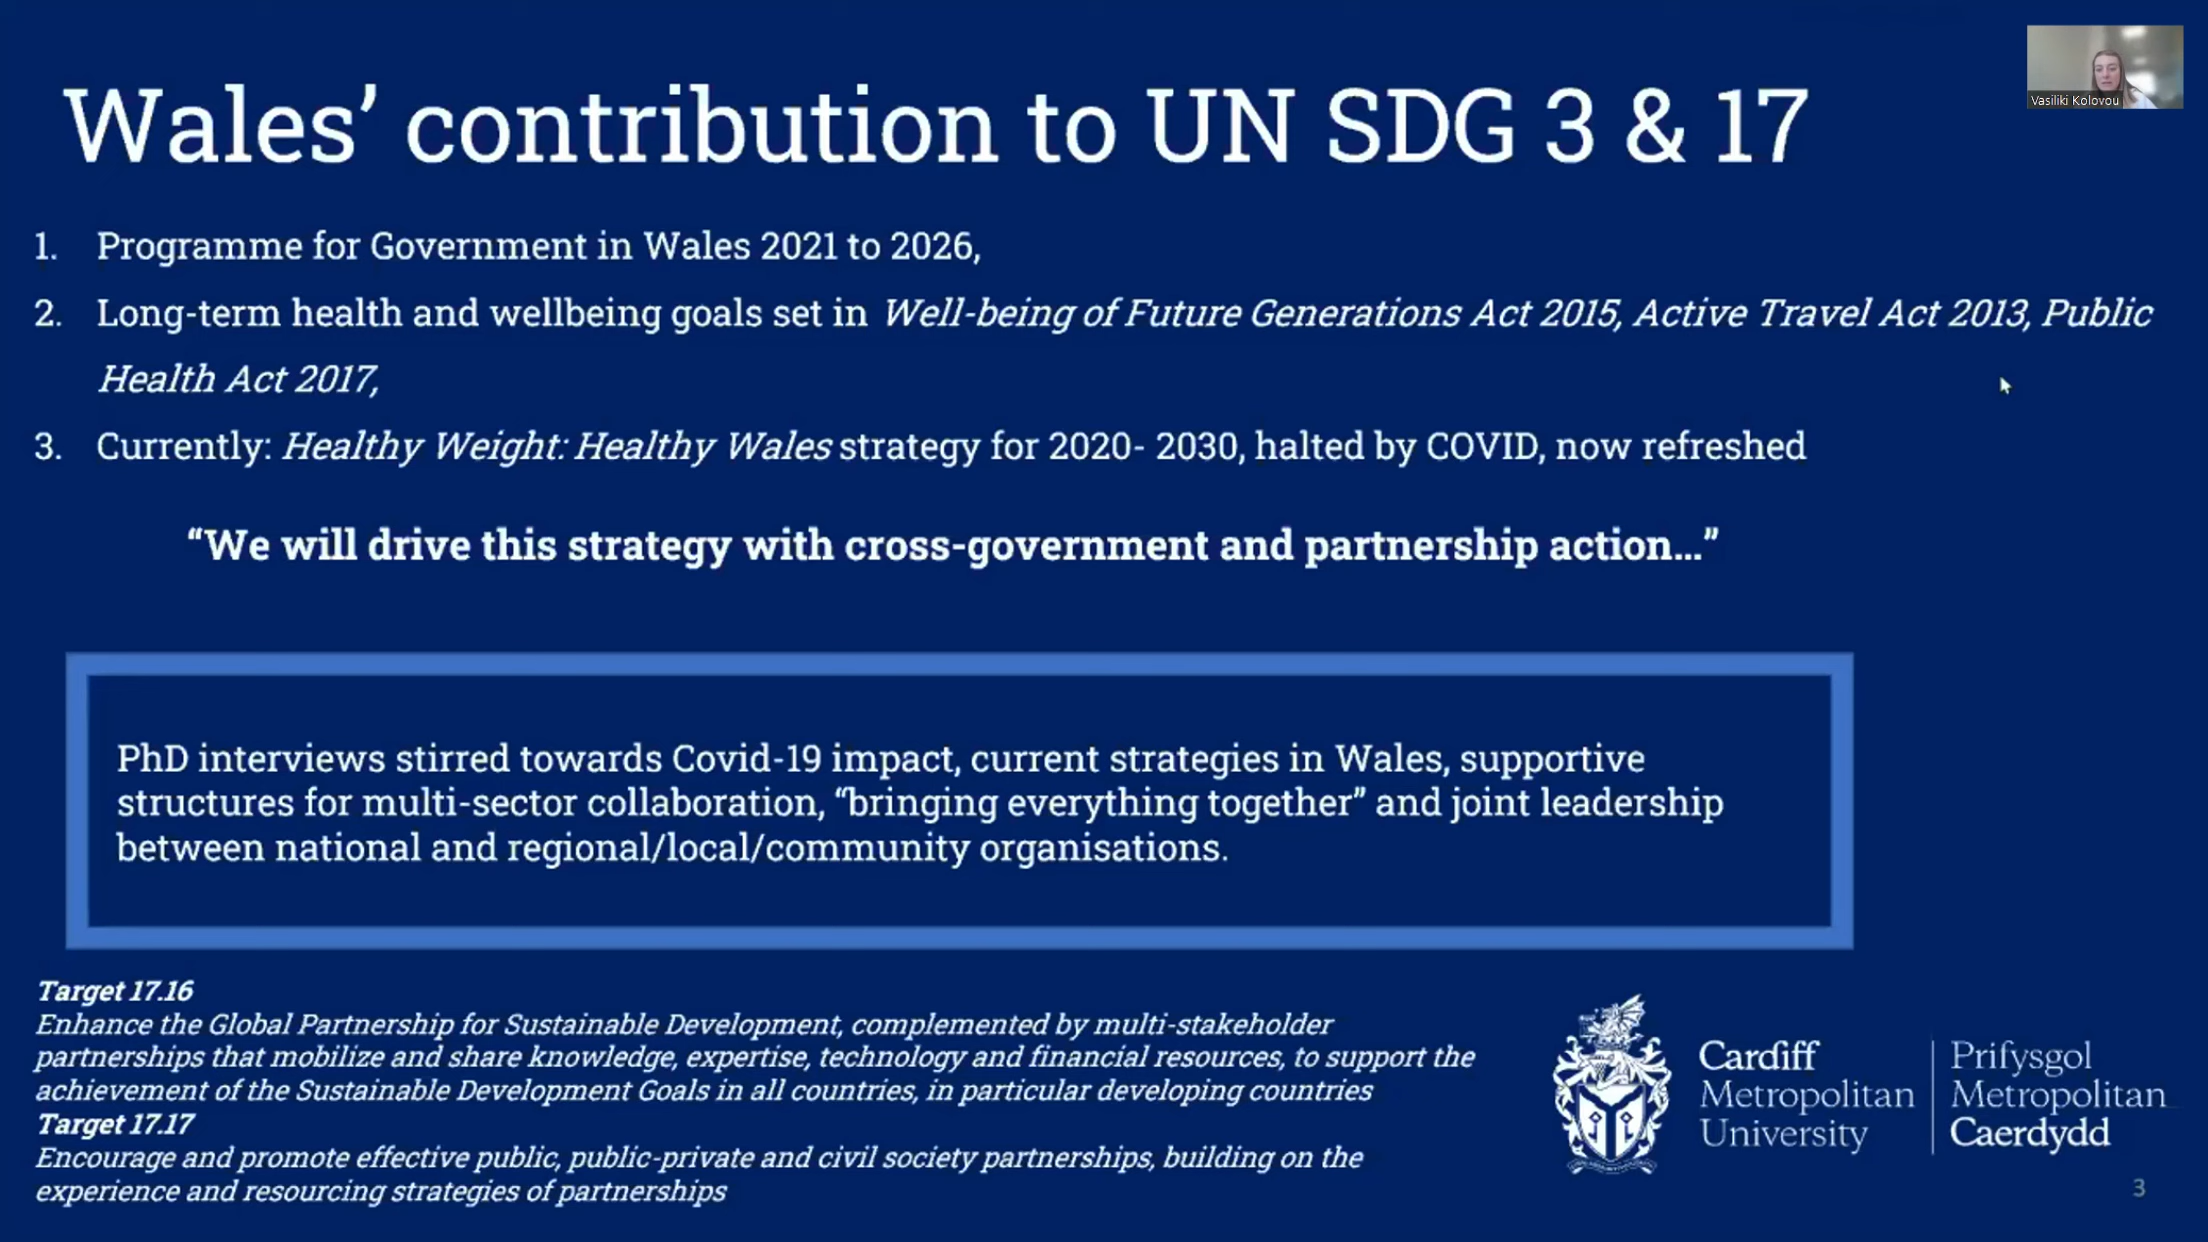 Wales’ contribution to UN SDG 3 & 17
Vasiliki Kolovou
1. Programme for Government in Wales 2021 to 2026,
2. Long-term health and wellbeing goals set in Well-being of Future Generations Act 2015, Active Travel Act 2013, Public
Health Act 2017,
3. Currently: Healthy Weight: Healthy Wales strategy for 2020- 2030, halted by COVID, now refreshed
“We will drive this strategy with cross-government and partnership action...”
PhD interviews stirred towards Covid-19 impact, current strategies in Wales, supportive
structures for multi-sector collaboration, “bringing everything together” and joint leadership
between national and regional/local/community organisations.
Target 17.16
Enhance the Global Partnership for Sustainable Development, complemented by multi-stakeholder
partnerships that mobilize and share knowledge, expertise, technology and financial resources, to support the
achievement of the Sustainable Development Goals in all countries, in particular developing countries
Target 17.17
Encourage and promote effective public, public-private and civil society partnerships, building on the
experience and resourcing strategies of partnerships
Cardiff
Metropolitan
University
Prifysgol
Metropolitan
Caerdydd
3